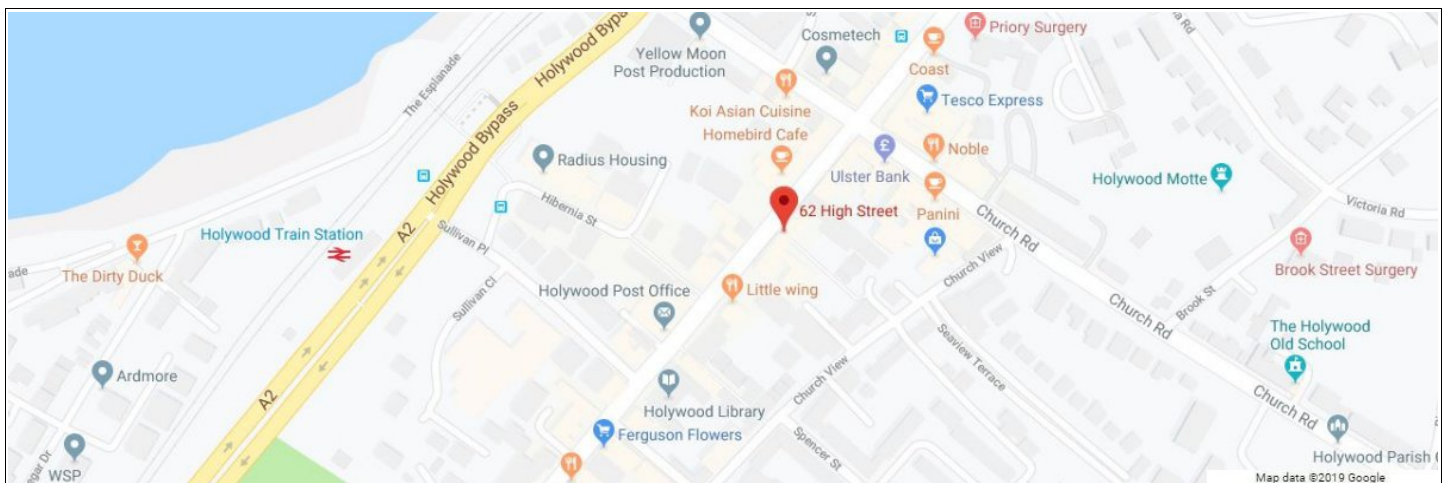 Priory Surgery
Cosmetech
Holywood Bypa
Yellow Moon
Post Production
Coast
The Esplanade
Tesco Express
Koi Asian Cuisine
Homebird Cafe
Holywood Bypass
Noble
Radius Housing
Ulster Bank
Holywood Motte
Hibernia St
62 High Street
Panini
Victoria Rd
Church Rd
A2
Sullivan Pl
Holywood Train Station
ade
The Dirty Duck
Church View
Brook Street Surgery
Sullivan Cl
Holywood Post Office
Little wing
Brook St
Church Rd
Seaview Terrace
The Holywood
Old School
Ardmore
Church View
A2
Holywood Library
Church Rd
Ferguson Flowers
Spencer St
Holywood Parish
WSP
gar Dr
Map data ©2019 Google